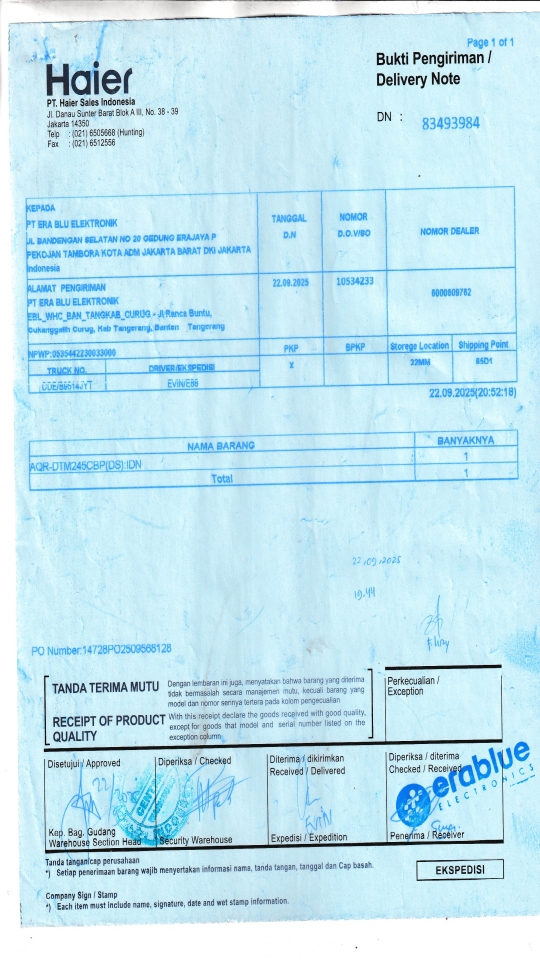 Page 1 of 1
Haier
Bukti Pengiriman /
Delivery Note
PT. Haier Sales Indonesia
Jl. Danau Sunter Barat Blok A III, No. 38 - 39
Jakarta 14350
Telp : (021) 6505668 (Hunting)
Fax : (021) 6512556
DN : 83493984
KEPADA
PT ERA BLU ELEKTRONIK
JL BANDENGAN SELATAN NO 20 GEDUNG ERAJAYA P
PEKOJAN TAMBORA KOTA ADM JAKARTA BARAT DKI JAKARTA
Indonesia
TANGGAL
D.N
NOMOR
D.O.V/SO
NOMOR DEALER
ALAMAT PENGIRIMAN
PT ERA BLU ELEKTRONIK
EBL_WHC_BAN_TANGKAB_CURUG - Jl Ranca Buntu,
Cukanggalih Curug, Kab Tangerang, Banten Tangerang
22.09.2025
10534233
NPWP:0535442230033000
PKP
BPKP
Storege Location
Shipping Point
TRUCK NO.
DRIVER/EKSPEDISI
X
22MM
EVIN/E86
22.09.2025(20:52:18)
NAMA BARANG
BANYAKNYA
AQR-DTM245CBP(DS):IDN
1
Total
1
22/09/2025
19.44
PO Number:14728PO2509568128
TANDA TERIMA MUTU
Dengan lembaran ini juga, menyatakan bahwa barang yang diterima
tidak bermasalah secara manajemen mutu, kecuali barang yang
model dan nomor serinya tertera pada kolom pengecualian
RECEIPT OF PRODUCT
QUALITY
With this receipt declare the goods received with good quality,
except for goods that model and serial number listed on the
exception column
Perkecualian /
Exception
Disetujui / Approved
Diperiksa / Checked
Diterima / dikirimkan
Received / Delivered
Diperiksa / diterima
Checked / Received
erablue
ELECTRONICS
Evin
Kep. Bag. Gudang
Warehouse Section Head
Security Warehouse
Expedisi / Expedition
Penerima / Receiver
Tanda tangan/cap perusahaan
*) Setiap penerimaan barang wajib menyertakan informasi nama, tanda tangan, tanggal dan Cap basah.
EKSPEDISI
Company Sign / Stamp
*) Each item must include name, signature, date and wet stamp information.